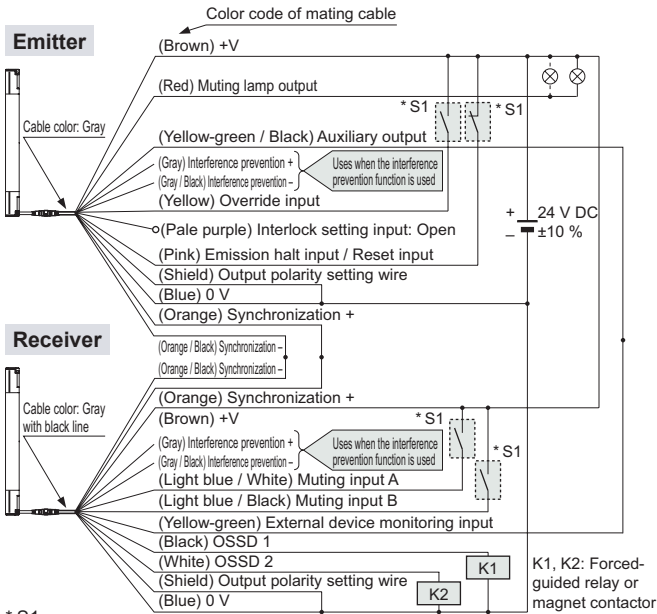 Color code of mating cable
Emitter
(Brown) +V
(Red) Muting lamp output
* S1
* S1
Cable color: Gray
(Yellow-green / Black) Auxiliary output
(Gray) Interference prevention +
(Gray / Black) Interference prevention –
Uses when the interference
prevention function is used
(Yellow) Override input
+
–
24 V DC
±10 %
(Pale purple) Interlock setting input: Open
(Pink) Emission halt input / Reset input
(Shield) Output polarity setting wire
(Blue) 0 V
(Orange) Synchronization +
Receiver
(Orange / Black) Synchronization –
(Orange / Black) Synchronization –
(Orange) Synchronization +
Cable color: Gray
with black line
(Brown) +V
* S1
* S1
(Gray) Interference prevention +
(Gray / Black) Interference prevention –
Uses when the interference
prevention function is used
(Light blue / White) Muting input A
(Light blue / Black) Muting input B
(Yellow-green) External device monitoring input
(Black) OSSD 1
(White) OSSD 2
(Shield) Output polarity setting wire
(Blue) 0 V
K1
K2
K1, K2: Forced-
guided relay or
magnet contactor
* S1